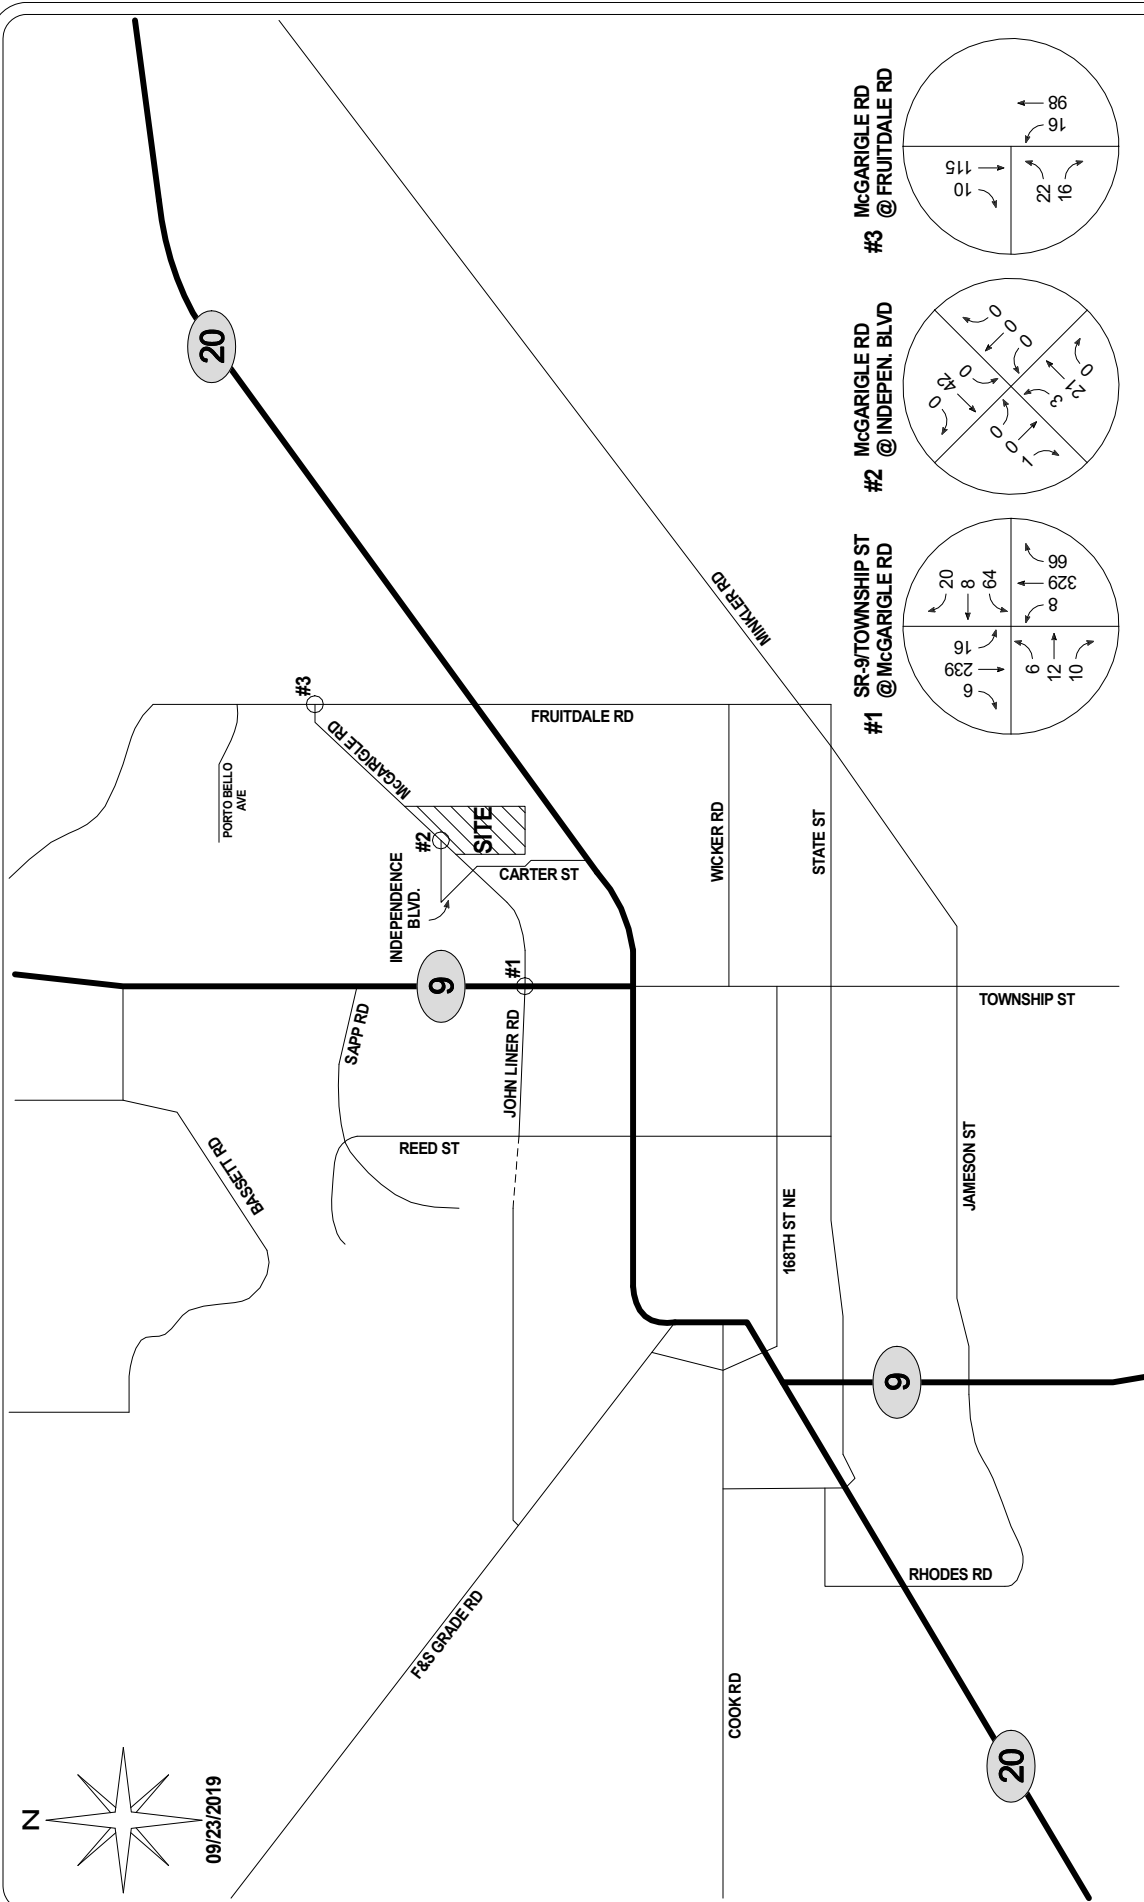 #3 McGARIGLE RD
@ FRUITDALE RD
115
10
98
16
22
16
#2 McGARIGLE RD
@ INDEPEN. BLVD
0
42
0
0
0
0
0
0
1
3
21
0
#1 SR-9/TOWNSHIP ST
@ McGARIGLE RD
20
8
64
16
239
6
66
329
8
6
12
10
20
MINKLER RD
#3
FRUITDALE RD
McGARIGLE RD
PORTO BELLO
AVE
#2
SITE
CARTER ST
INDEPENDENCE
BLVD.
WICKER RD
STATE ST
9
#1
TOWNSHIP ST
SAPP RD
JOHN LINER RD
REED ST
BASSETT RD
168TH ST NE
JAMESON ST
9
RHODES RD
F&S GRADE RD
COOK RD
20
N
09/23/2019